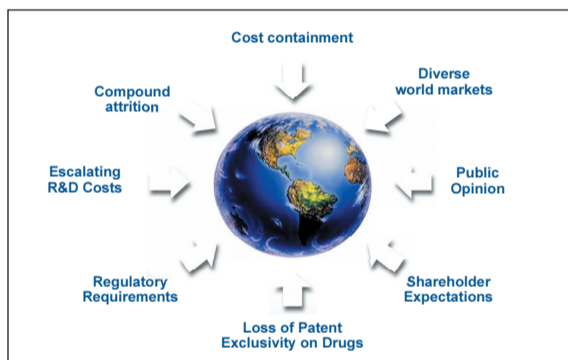 Cost containment
Diverse
world markets
Compound
attrition
Escalating
R&D Costs
Public
Opinion
Regulatory
Requirements
Shareholder
Expectations
Loss of Patent
Exclusivity on Drugs